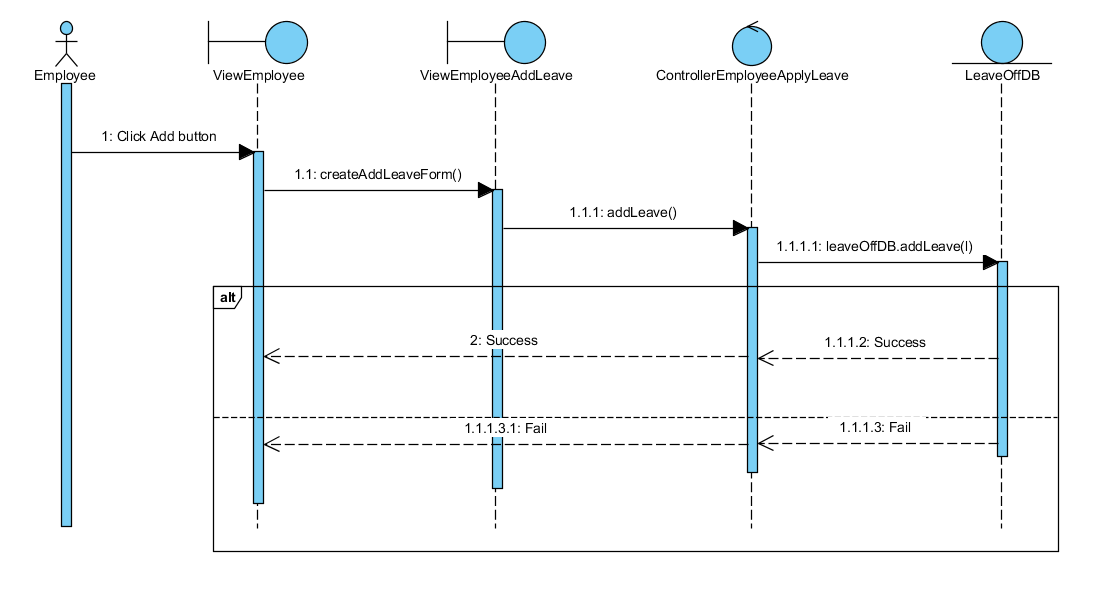 Employee
ViewEmployee
ViewEmployeeAddLeave
ControllerEmployeeApplyLeave
LeaveOffDB
1: Click Add button
1.1: createAddLeaveForm()
1.1.1: addLeave()
1.1.1.1: leaveOffDB.addLeave(l)
alt
2: Success
1.1.1.2: Success
1.1.1.3.1: Fail
1.1.1.3: Fail